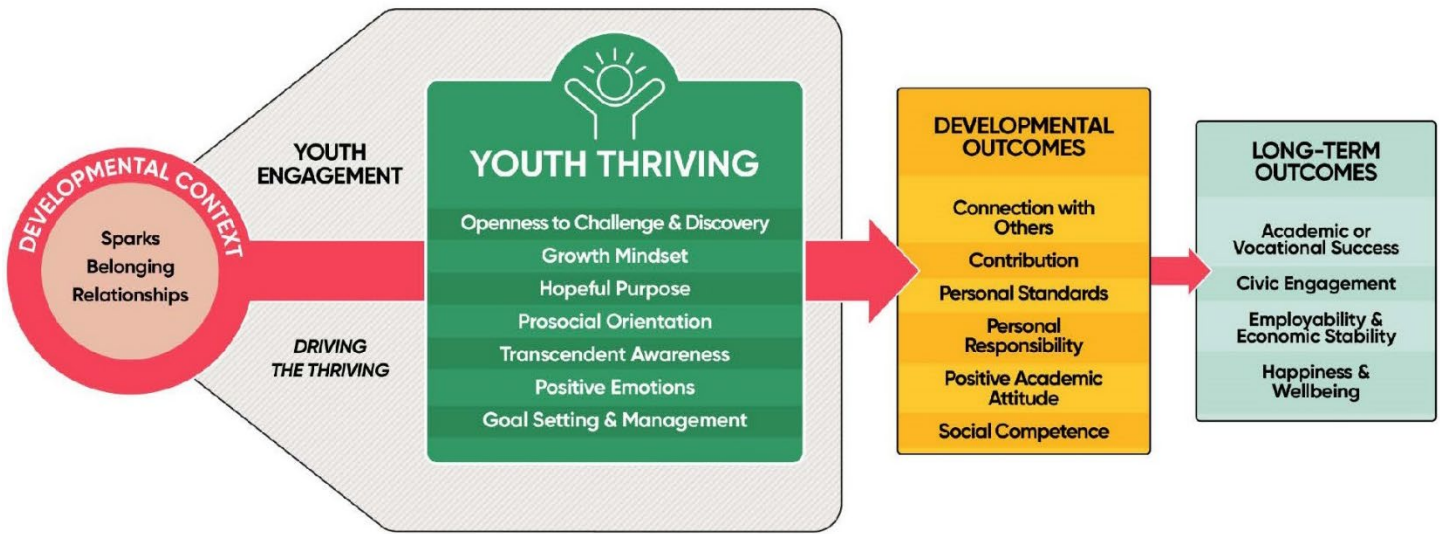 DEVELOPMENTAL CONTEXT
Sparks
Belonging
Relationships
YOUTH
ENGAGEMENT
DRIVING
THE THRIVING
YOUTH THRIVING
Openness to Challenge & Discovery
Growth Mindset
Hopeful Purpose
Prosocial Orientation
Transcendent Awareness
Positive Emotions
Goal Setting & Management
DEVELOPMENTAL
OUTCOMES
Connection with
Others
Contribution
Personal Standards
Personal
Responsibility
Positive Academic
Attitude
Social Competence
LONG-TERM
OUTCOMES
Academic or
Vocational Success
Civic Engagement
Employability &
Economic Stability
Happiness &
Wellbeing